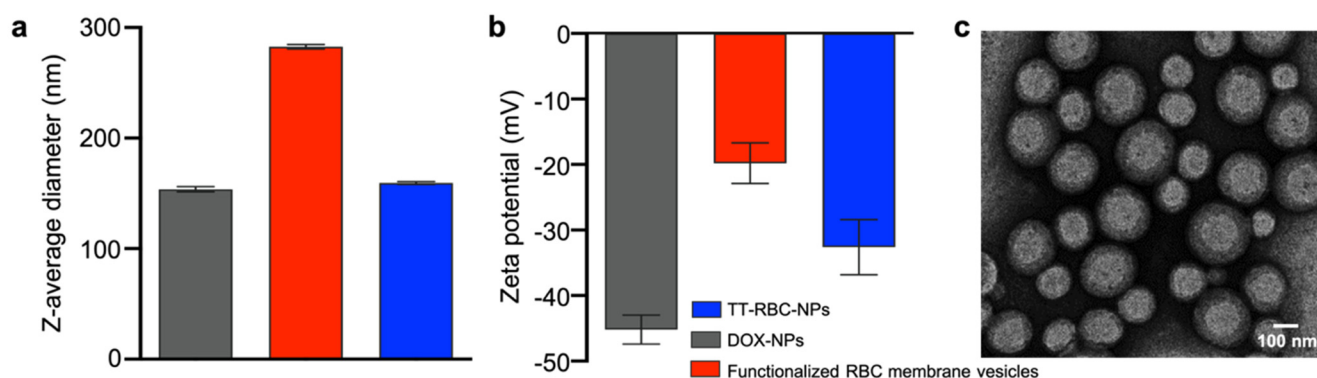 a
Z-average diameter (nm)
300
200
100
0
b
Zeta potential (mV)
0
-10
-20
-30
-40
-50
TT-RBC-NPs
DOX-NPs
Functionalized RBC membrane vesicles
c
100 nm